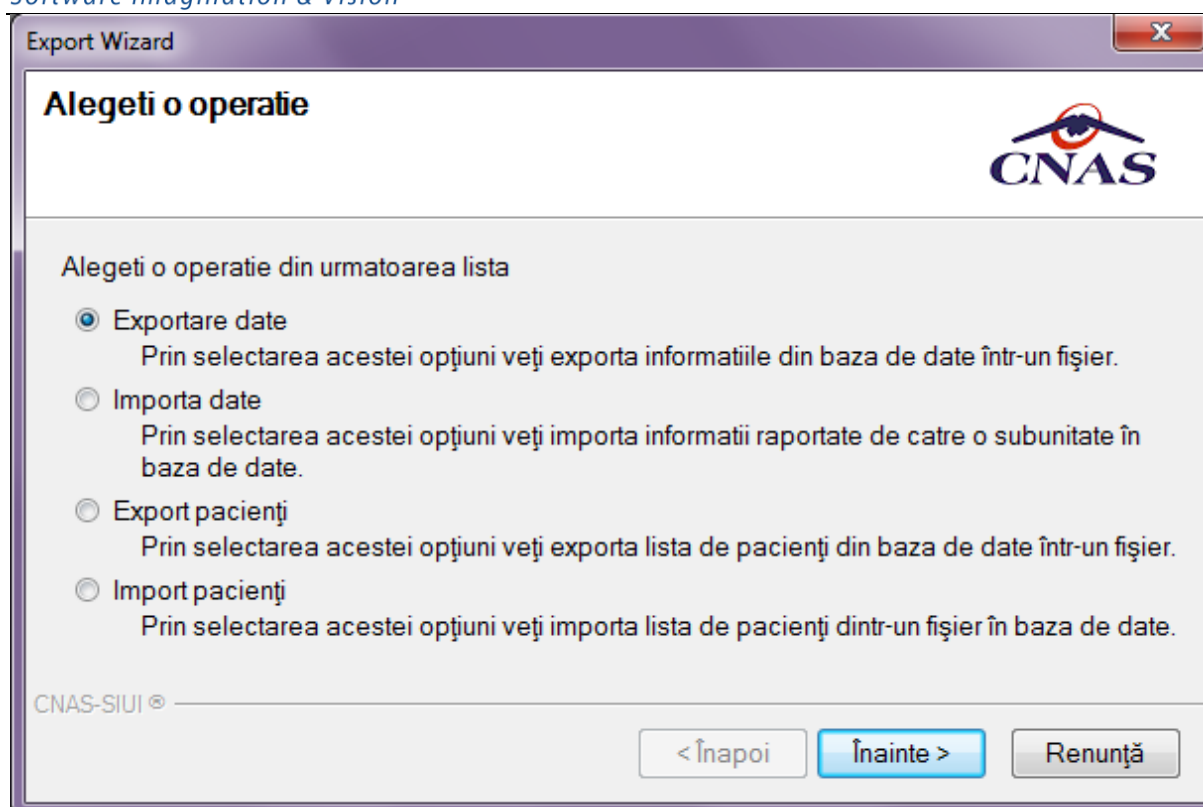 Software Imagination & Vision
Export Wizard
Alegeti o operatie
CNAS
Alegeti o operatie din urmatoarea lista
Exportare date
Prin selectarea acestei opţiuni veţi exporta informatiile din baza de date într-un fişier.
Importa date
Prin selectarea acestei opţiuni veţi importa informatii raportate de catre o subunitate în
baza de date.
Export pacienţi
Prin selectarea acestei opţiuni veţi exporta lista de pacienţi din baza de date într-un fişier.
Import pacienţi
Prin selectarea acestei opţiuni veţi importa lista de pacienţi dintr-un fişier în baza de date.
CNAS-SIUI ®
< Înapoi Înainte > Renunţă